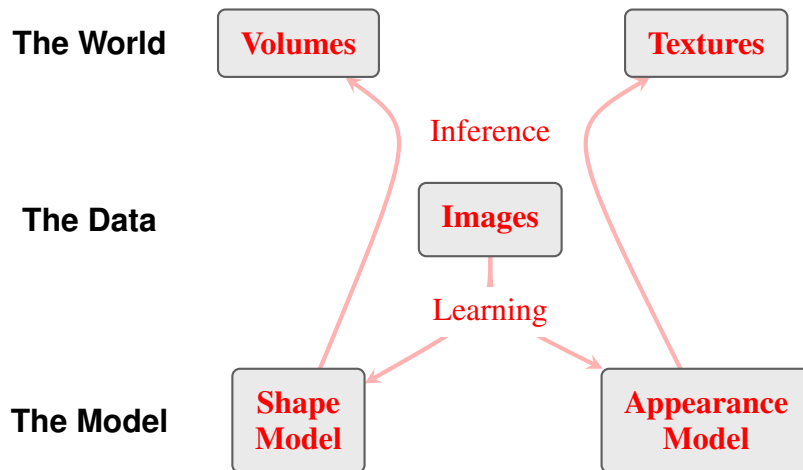 The World
Volumes
Textures
Inference
The Data
Images
Learning
The Model
Shape
Model
Appearance
Model